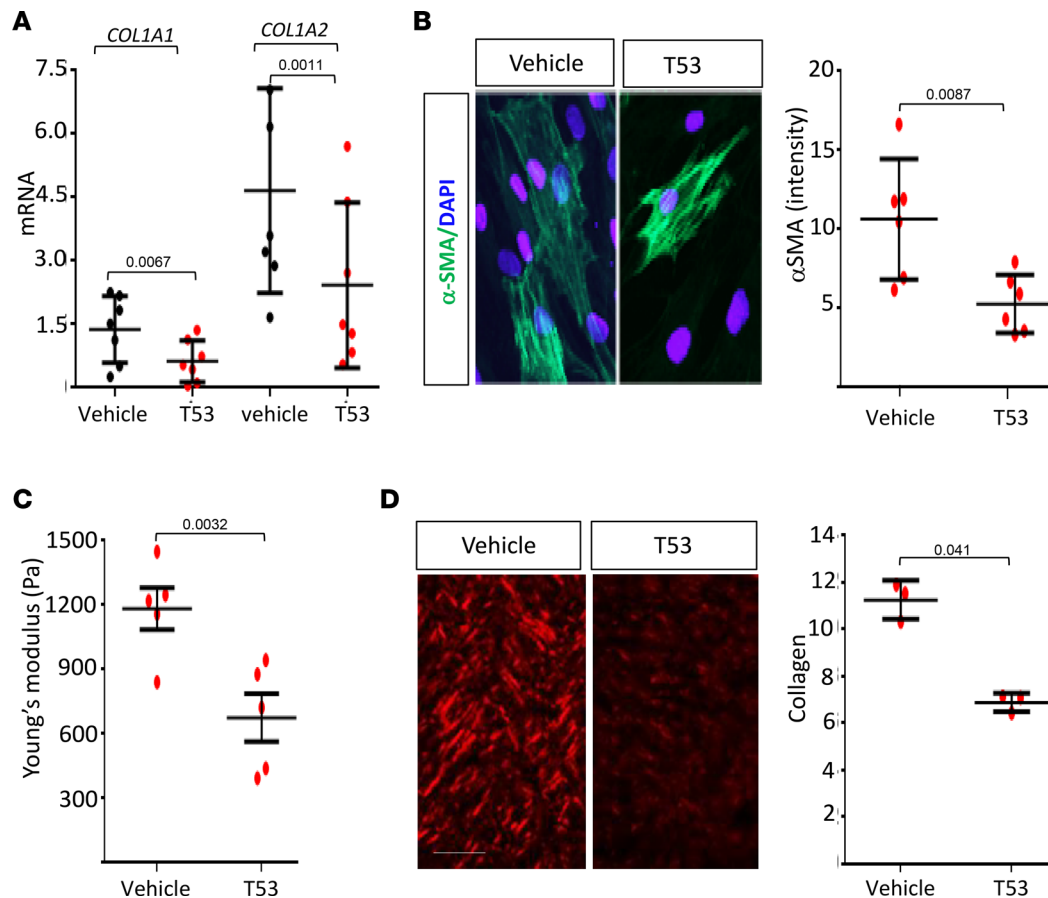 A
COL1A1
COL1A2
mRNA
7.5
6.0
4.5
3.0
1.5
0.0011
0.0067
Vehicle
T53
vehicle
T53
B
Vehicle
T53
α-SMA/DAPI
αSMA (intensity)
20
15
10
5
0.0087
Vehicle
T53
C
Young's modulus (Pa)
1500
1200
900
600
300
0.0032
Vehicle
T53
D
Vehicle
T53
Collagen
14
12
10
8
6
4
2
0.041
Vehicle
T53